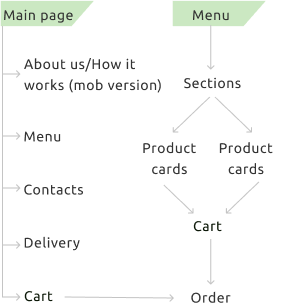 Main page
About us/How it
works (mob version)
Menu
Contacts
Delivery
Cart
Menu
Sections
Product
cards
Product
cards
Cart
Order